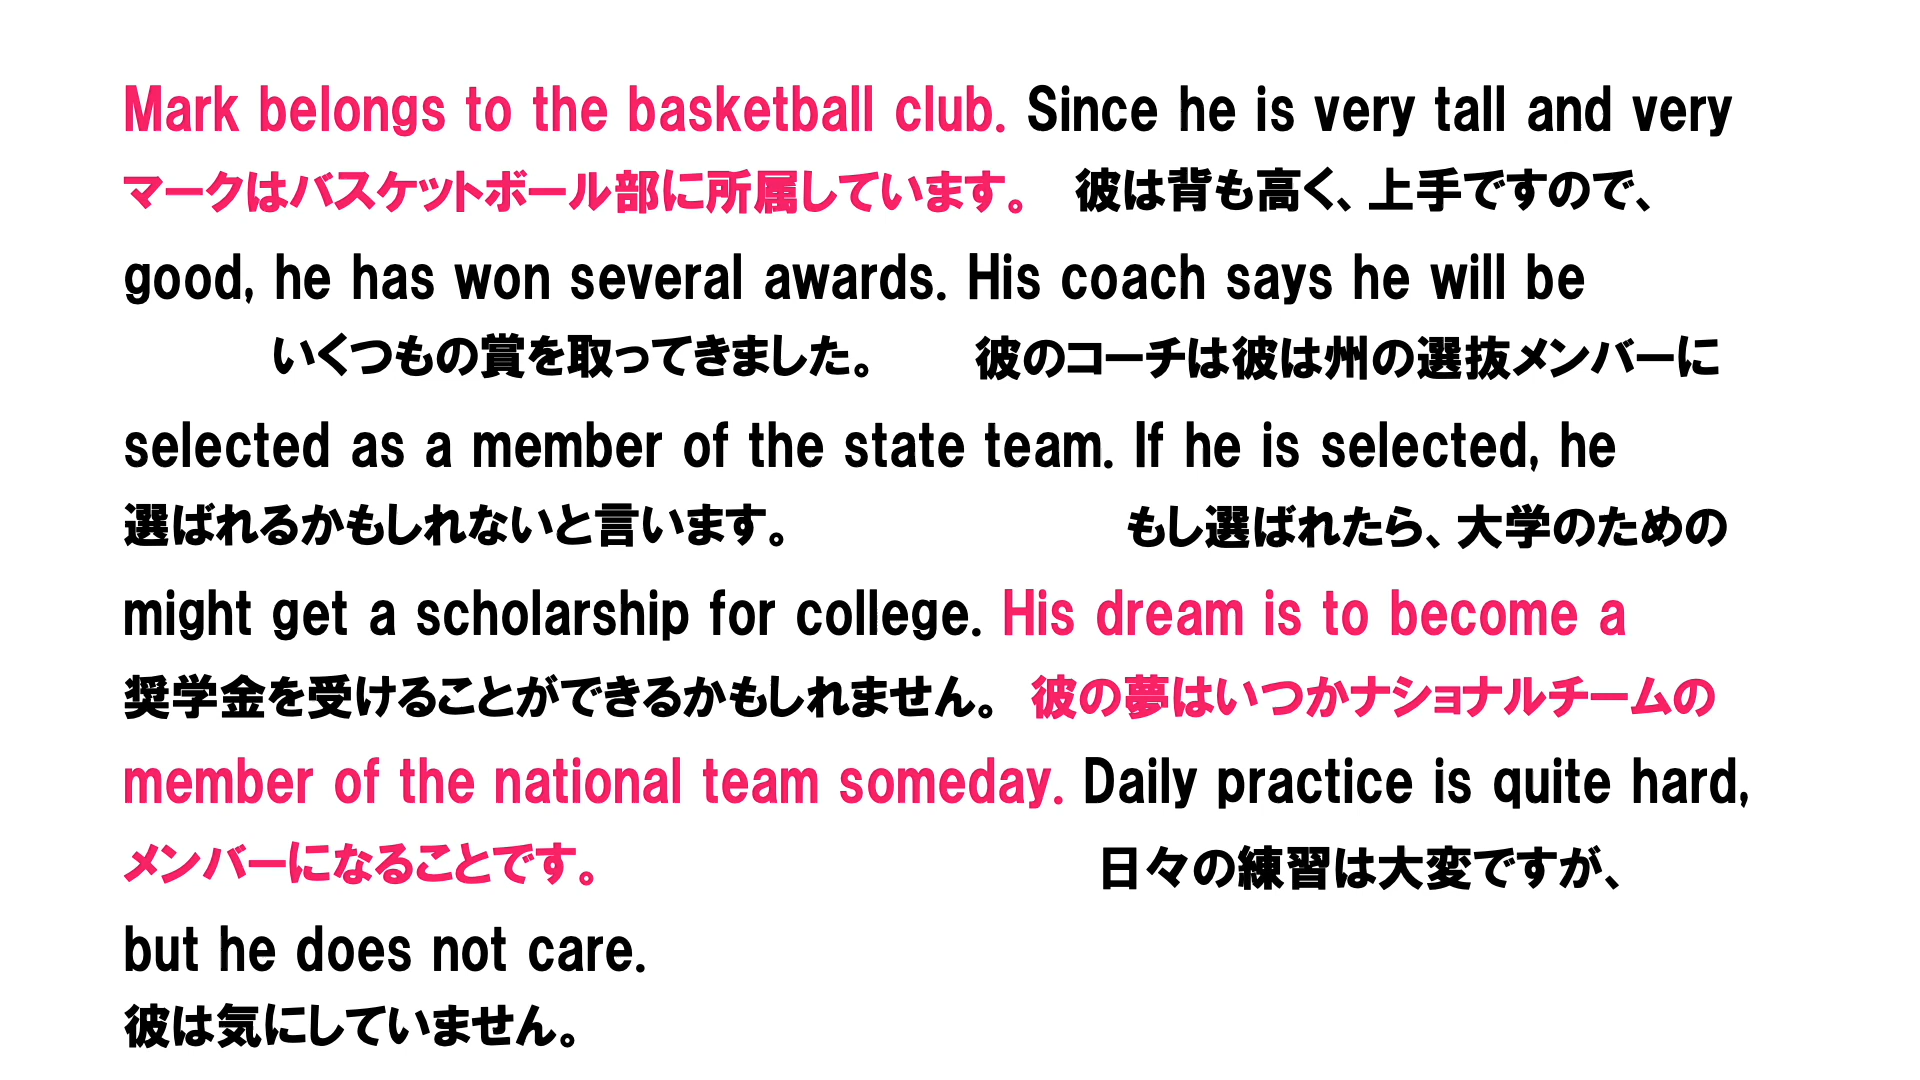 Mark belongs to the basketball club. Since he is very tall and very
マークはバスケットボール部に所属しています。 彼は背も高く、上手ですので、
good, he has won several awards. His coach says he will be
いくつもの賞を取ってきました。 彼のコーチは彼は州の選抜メンバーに
selected as a member of the state team. If he is selected, he
選ばれるかもしれないと言います。 もし選ばれたら、大学のための
might get a scholarship for college. His dream is to become a
奨学金を受けることができるかもしれません。 彼の夢はいつかナショナルチームの
member of the national team someday. Daily practice is quite hard,
メンバーになることです。 日々の練習は大変ですが、
but he does not care.
彼は気にしていません。